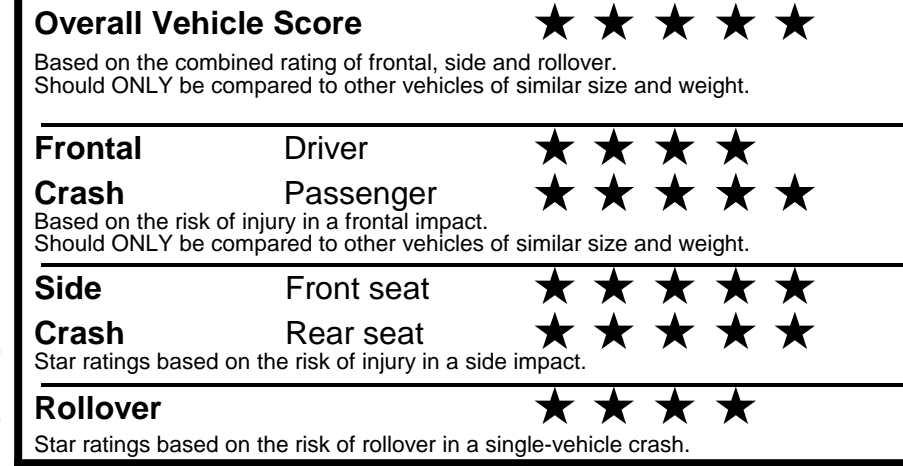 Overall Vehicle Score ★ ★ ★ ★ ★
Based on the combined rating of frontal, side and rollover.
Should ONLY be compared to other vehicles of similar size and weight.
Frontal Driver ★ ★ ★ ★
Crash Passenger ★ ★ ★ ★ ★
Based on the risk of injury in a frontal impact.
Should ONLY be compared to other vehicles of similar size and weight.
Side Front seat ★ ★ ★ ★ ★
Crash Rear seat ★ ★ ★ ★ ★
Star ratings based on the risk of injury in a side impact.
Rollover ★ ★ ★ ★
Star ratings based on the risk of rollover in a single-vehicle crash.